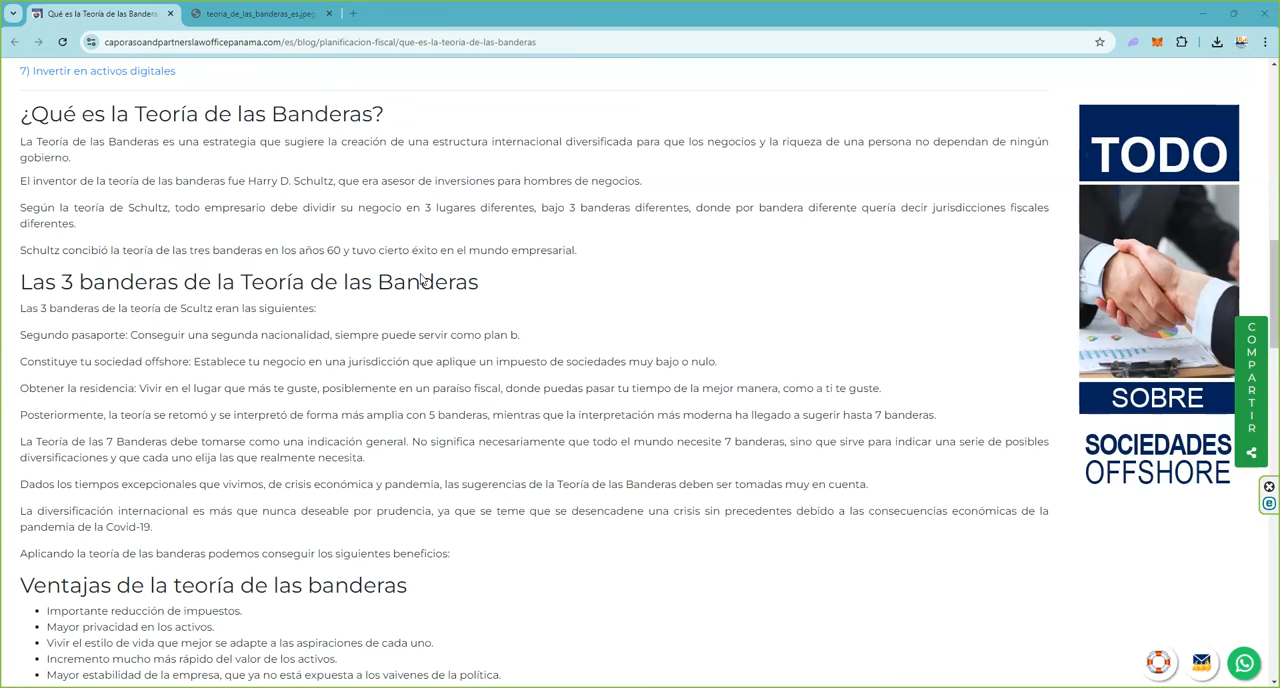 Qué es la Teoría de las Banderas
teoria_de_las_banderas_es.jpeg
caporasoandpartnerslawofficepanama.com/es/blog/planificacion-fiscal/que-es-la-teoria-de-las-banderas
7) Invertir en activos digitales
¿Qué es la Teoría de las Banderas?
La Teoría de las Banderas es una estrategia que sugiere la creación de una estructura internacional diversificada para que los negocios y la riqueza de una persona no dependan de ningún
gobierno.
El inventor de la teoría de las banderas fue Harry D. Schultz, que era asesor de inversiones para hombres de negocios.
Según la teoría de Schultz, todo empresario debe dividir su negocio en 3 lugares diferentes, bajo 3 banderas diferentes, donde por bandera diferente quería decir jurisdicciones fiscales
diferentes.
Schultz concibió la teoría de las tres banderas en los años 60 y tuvo cierto éxito en el mundo empresarial.
Las 3 banderas de la Teoría de las Banderas
Las 3 banderas de la teoría de Scultz eran las siguientes:
Segundo pasaporte: Conseguir una segunda nacionalidad, siempre puede servir como plan b.
Constituye tu sociedad offshore: Establece tu negocio en una jurisdicción que aplique un impuesto de sociedades muy bajo o nulo.
Obtener la residencia: Vivir en el lugar que más te guste, posiblemente en un paraíso fiscal, donde puedas pasar tu tiempo de la mejor manera, como a ti te guste.
Posteriormente, la teoría se retomó y se interpretó de forma más amplia con 5 banderas, mientras que la interpretación más moderna ha llegado a sugerir hasta 7 banderas.
La Teoría de las 7 Banderas debe tomarse como una indicación general. No significa necesariamente que todo el mundo necesite 7 banderas, sino que sirve para indicar una serie de posibles
diversificaciones y que cada uno elija las que realmente necesita.
Dados los tiempos excepcionales que vivimos, de crisis económica y pandemia, las sugerencias de la Teoría de las Banderas deben ser tomadas muy en cuenta.
La diversificación internacional es más que nunca deseable por prudencia, ya que se teme que se desencadene una crisis sin precedentes debido a las consecuencias económicas de la
pandemia de la Covid-19.
Aplicando la teoría de las banderas podemos conseguir los siguientes beneficios:
Ventajas de la teoría de las banderas
• Importante reducción de impuestos.
• Mayor privacidad en los activos.
• Vivir el estilo de vida que mejor se adapte a las aspiraciones de cada uno.
• Incremento mucho más rápido del valor de los activos.
• Mayor estabilidad de la empresa, que ya no está expuesta a los vaivenes de la política.
TODO
SOBRE
SOCIEDADES
OFFSHORE
COMPARTIR